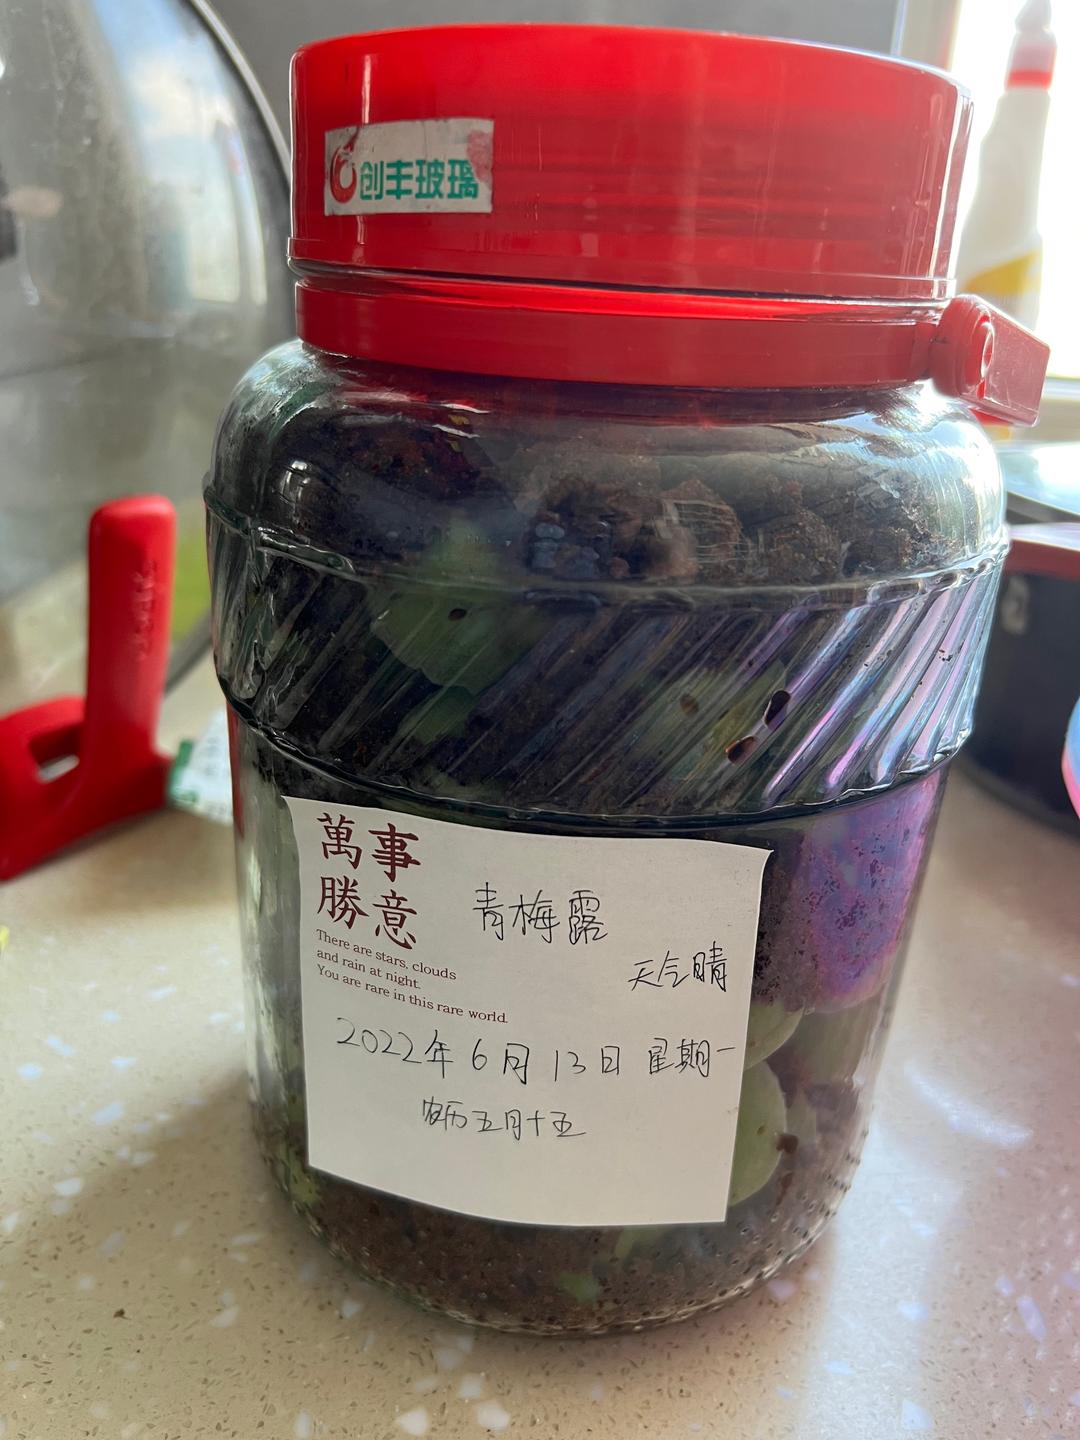 创丰玻璃
萬事
勝意
There are stars, clouds
and rain at night.
You are rare in this rare world.
青梅露
天气晴
2022年6月13日 星期一
农历五月十五